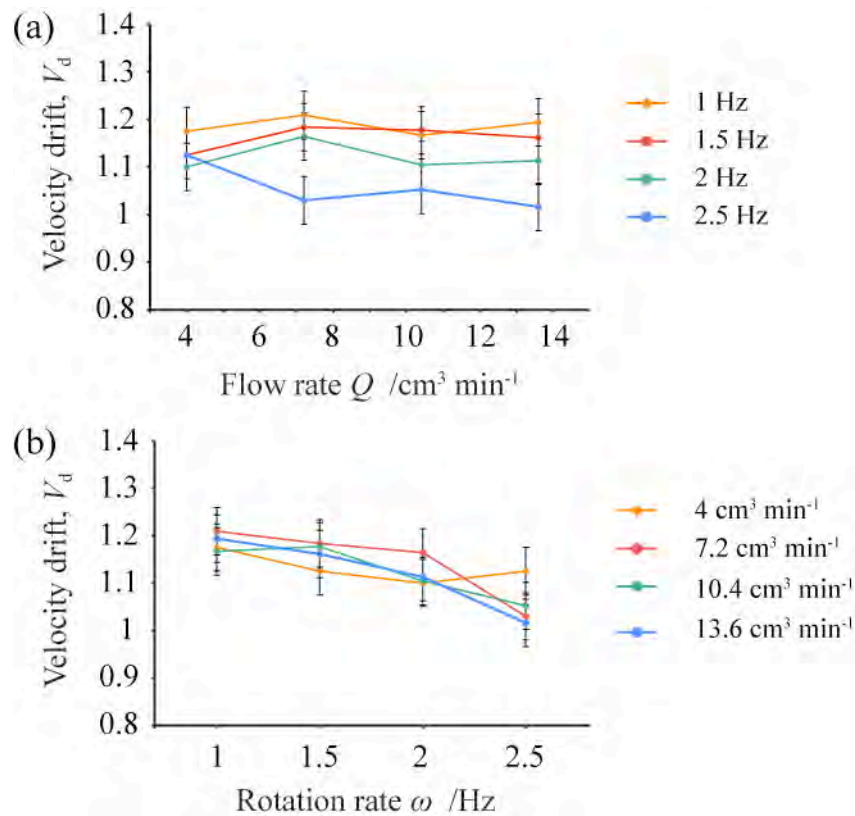 (a)
1.4
1.3
1.2
1.1
1
0.9
0.8
Velocity drift, V_d
4 6 8 10 12 14
Flow rate Q /cm³ min⁻¹
1 Hz
1.5 Hz
2 Hz
2.5 Hz
(b)
1.4
1.3
1.2
1.1
1
0.9
0.8
Velocity drift, V_d
1 1.5 2 2.5
Rotation rate ω /Hz
4 cm³ min⁻¹
7.2 cm³ min⁻¹
10.4 cm³ min⁻¹
13.6 cm³ min⁻¹